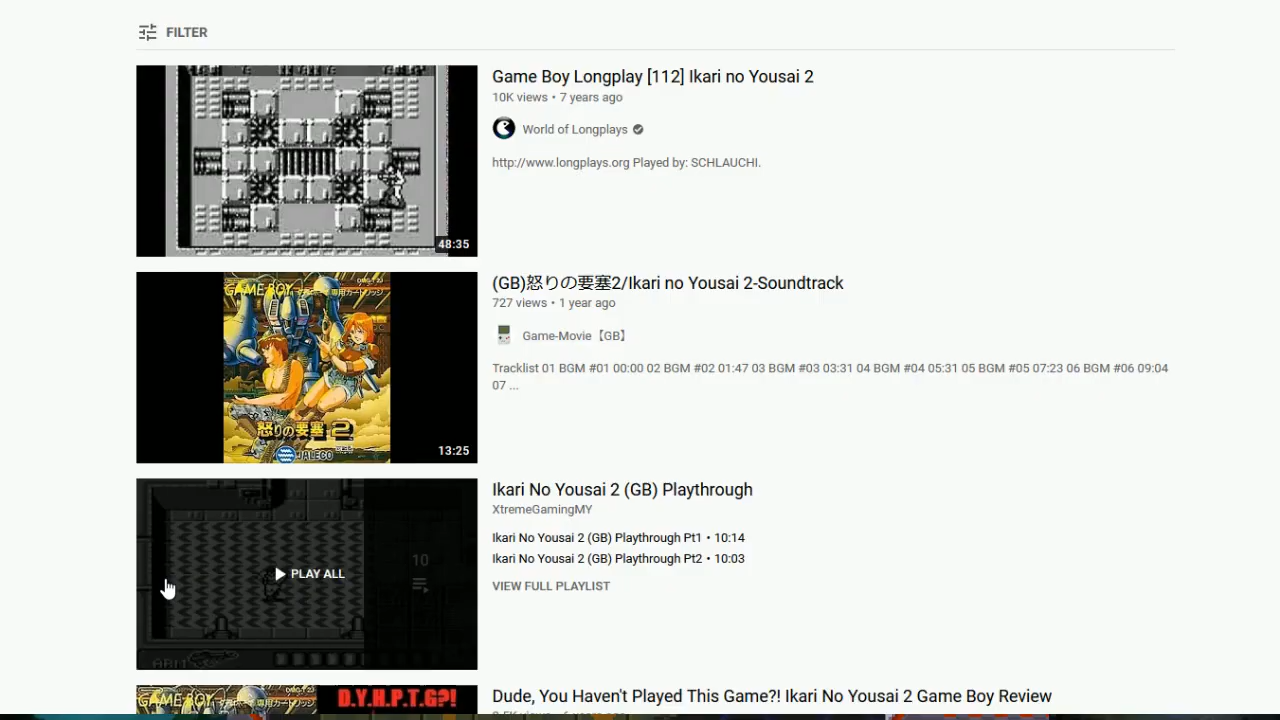 FILTER
Game Boy Longplay [112] Ikari no Yousai 2
10K views • 7 years ago
World of Longplays
http://www.longplays.org Played by: SCHLAUCHI.
48:35
(GB)怒りの要塞2/Ikari no Yousai 2-Soundtrack
727 views • 1 year ago
Game-Movie【GB】
Tracklist 01 BGM #01 00:00 02 BGM #02 01:47 03 BGM #03 03:31 04 BGM #04 05:31 05 BGM #05 07:23 06 BGM #06 09:04
07 ...
GAME BOY
怒りの要塞2
JALECO
13:25
Ikari No Yousai 2 (GB) Playthrough
XtremeGamingMY
Ikari No Yousai 2 (GB) Playthrough Pt1 • 10:14
Ikari No Yousai 2 (GB) Playthrough Pt2 • 10:03
VIEW FULL PLAYLIST
10
PLAY ALL
Dude, You Haven't Played This Game?! Ikari No Yousai 2 Game Boy Review
GAME BOY
D.Y.H.P.T.G?!